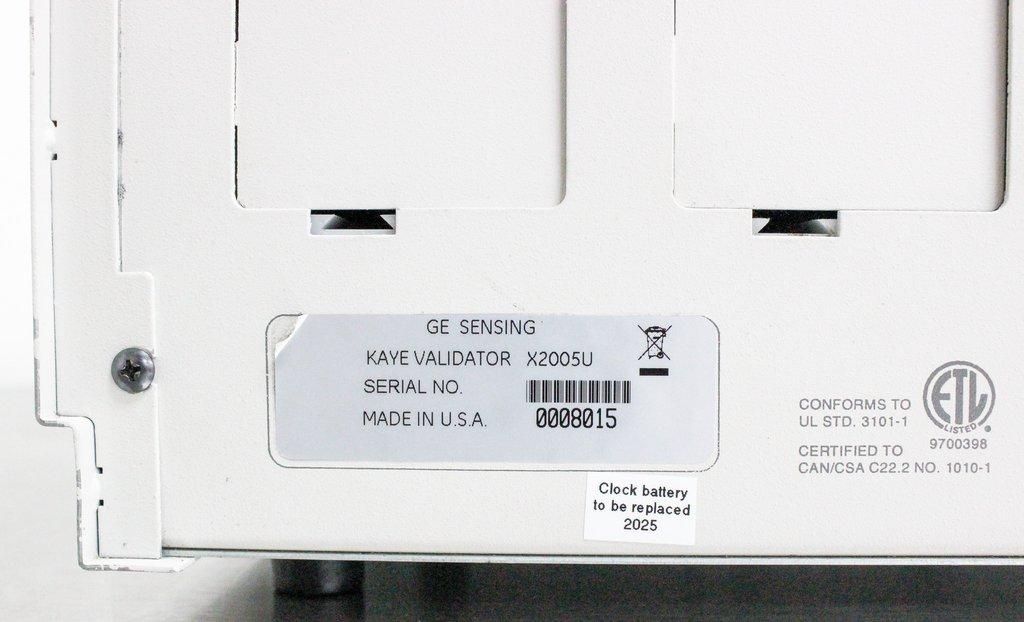 GE SENSING
KAYE VALIDATOR X2005U
SERIAL NO.
MADE IN U.S.A. 0008015
Clock battery
to be replaced
2025
CONFORMS TO
UL STD. 3101-1
CERTIFIED TO
CAN/CSA C22.2 NO. 1010-1
ETL
LISTED
9700398